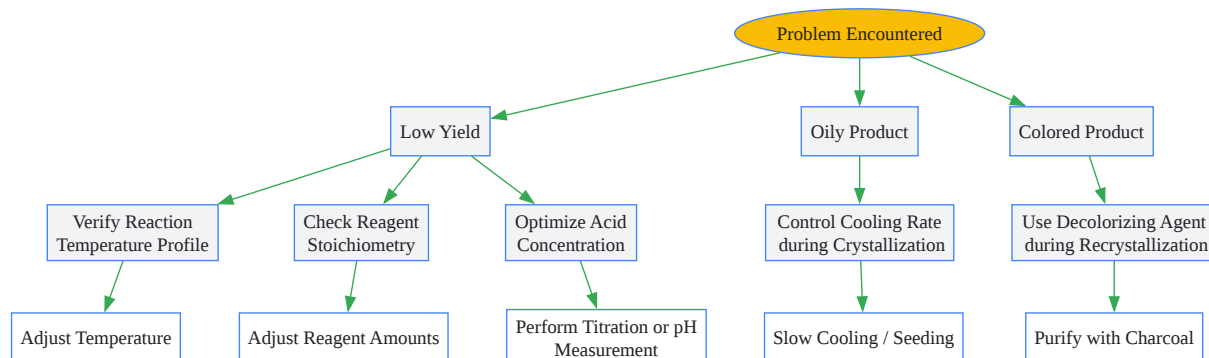 Problem Encountered
Low Yield
Oily Product
Colored Product
Verify Reaction
Temperature Profile
Check Reagent
Stoichiometry
Optimize Acid
Concentration
Control Cooling Rate
during Crystallization
Use Decolorizing Agent
during Recrystallization
Adjust Temperature
Adjust Reagent Amounts
Perform Titration or pH
Measurement
Slow Cooling / Seeding
Purify with Charcoal